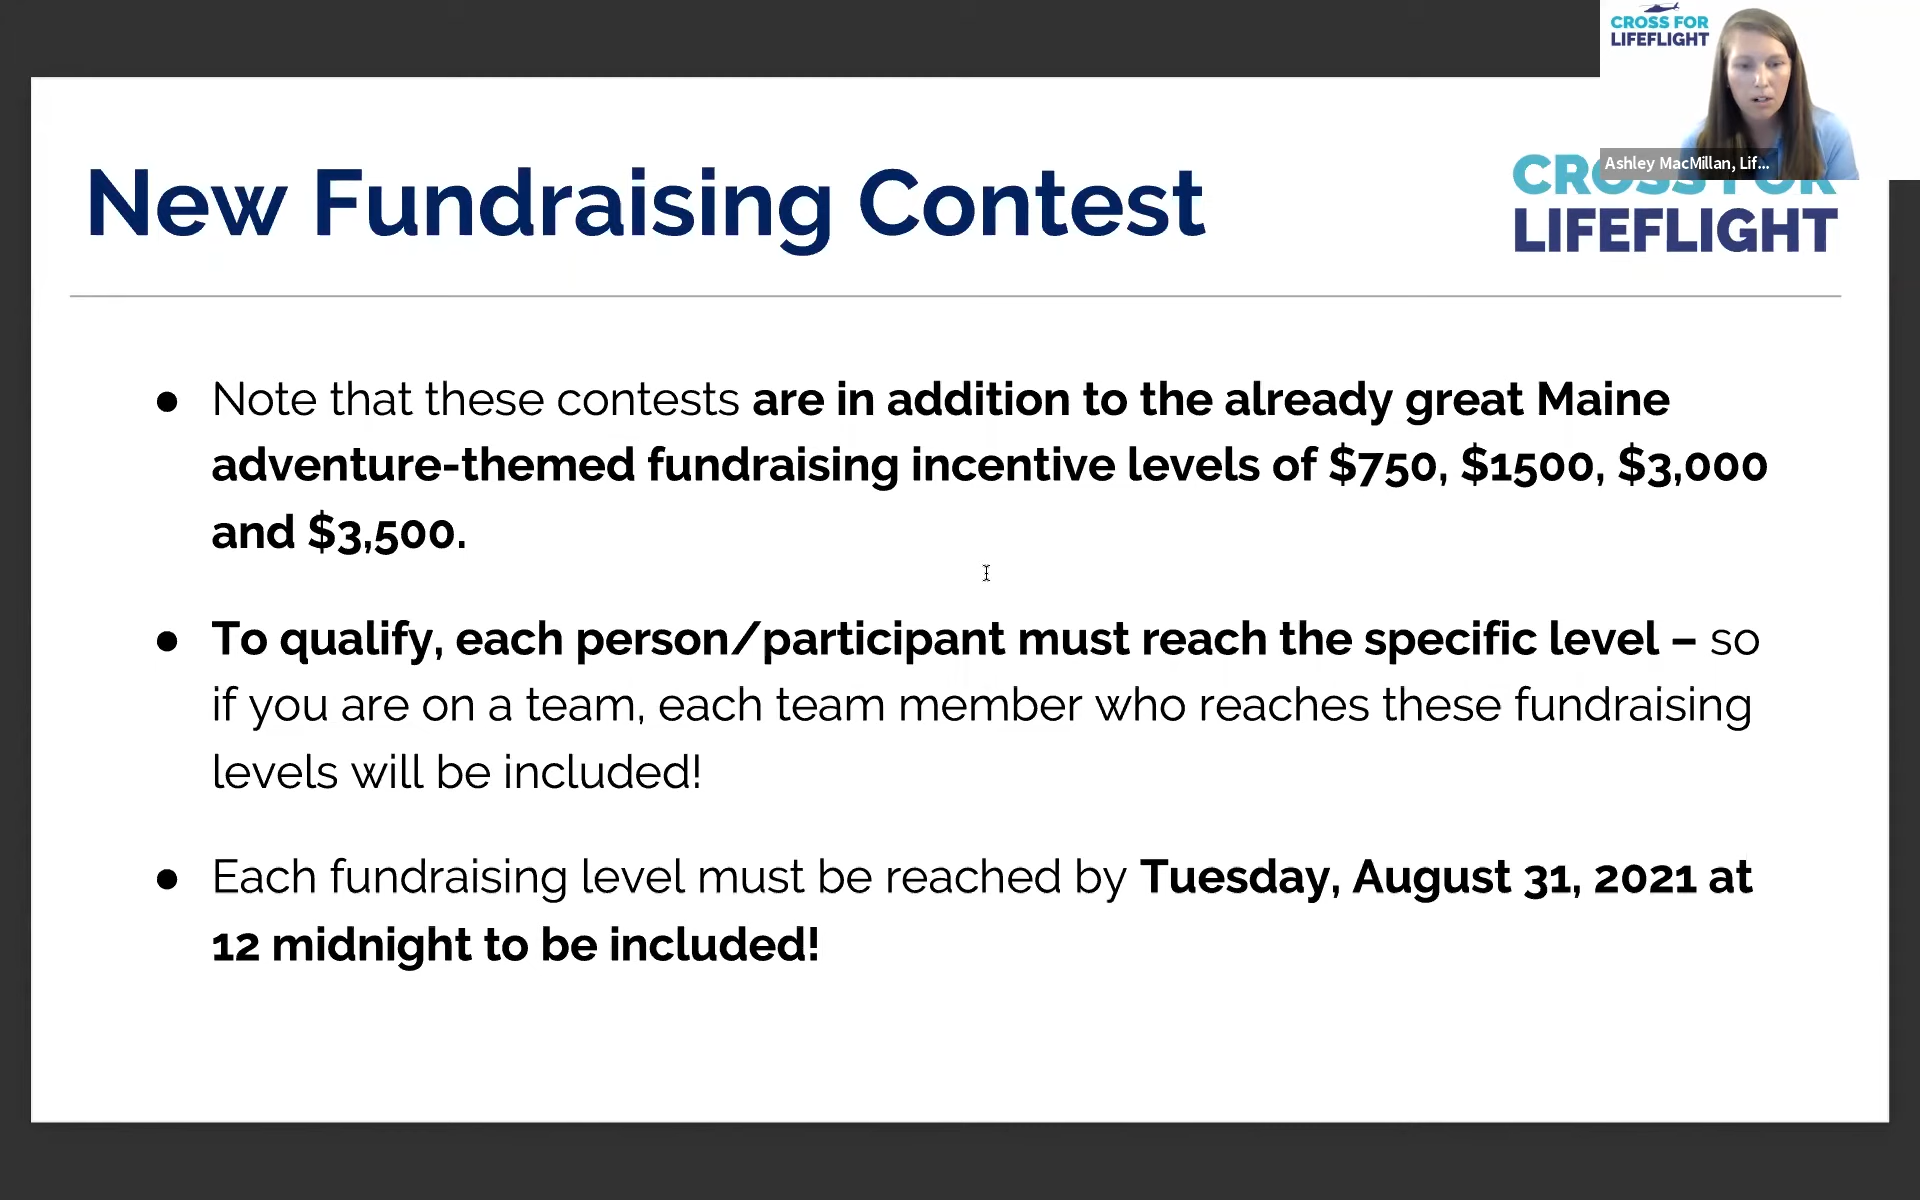 CROSS FOR
LIFEFLIGHT
Ashley MacMillan, Lif...
New Fundraising Contest
CROSS FOR
LIFEFLIGHT
● Note that these contests are in addition to the already great Maine
adventure-themed fundraising incentive levels of $750, $1500, $3,000
and $3,500.
● To qualify, each person/participant must reach the specific level – so
if you are on a team, each team member who reaches these fundraising
levels will be included!
● Each fundraising level must be reached by Tuesday, August 31, 2021 at
12 midnight to be included!